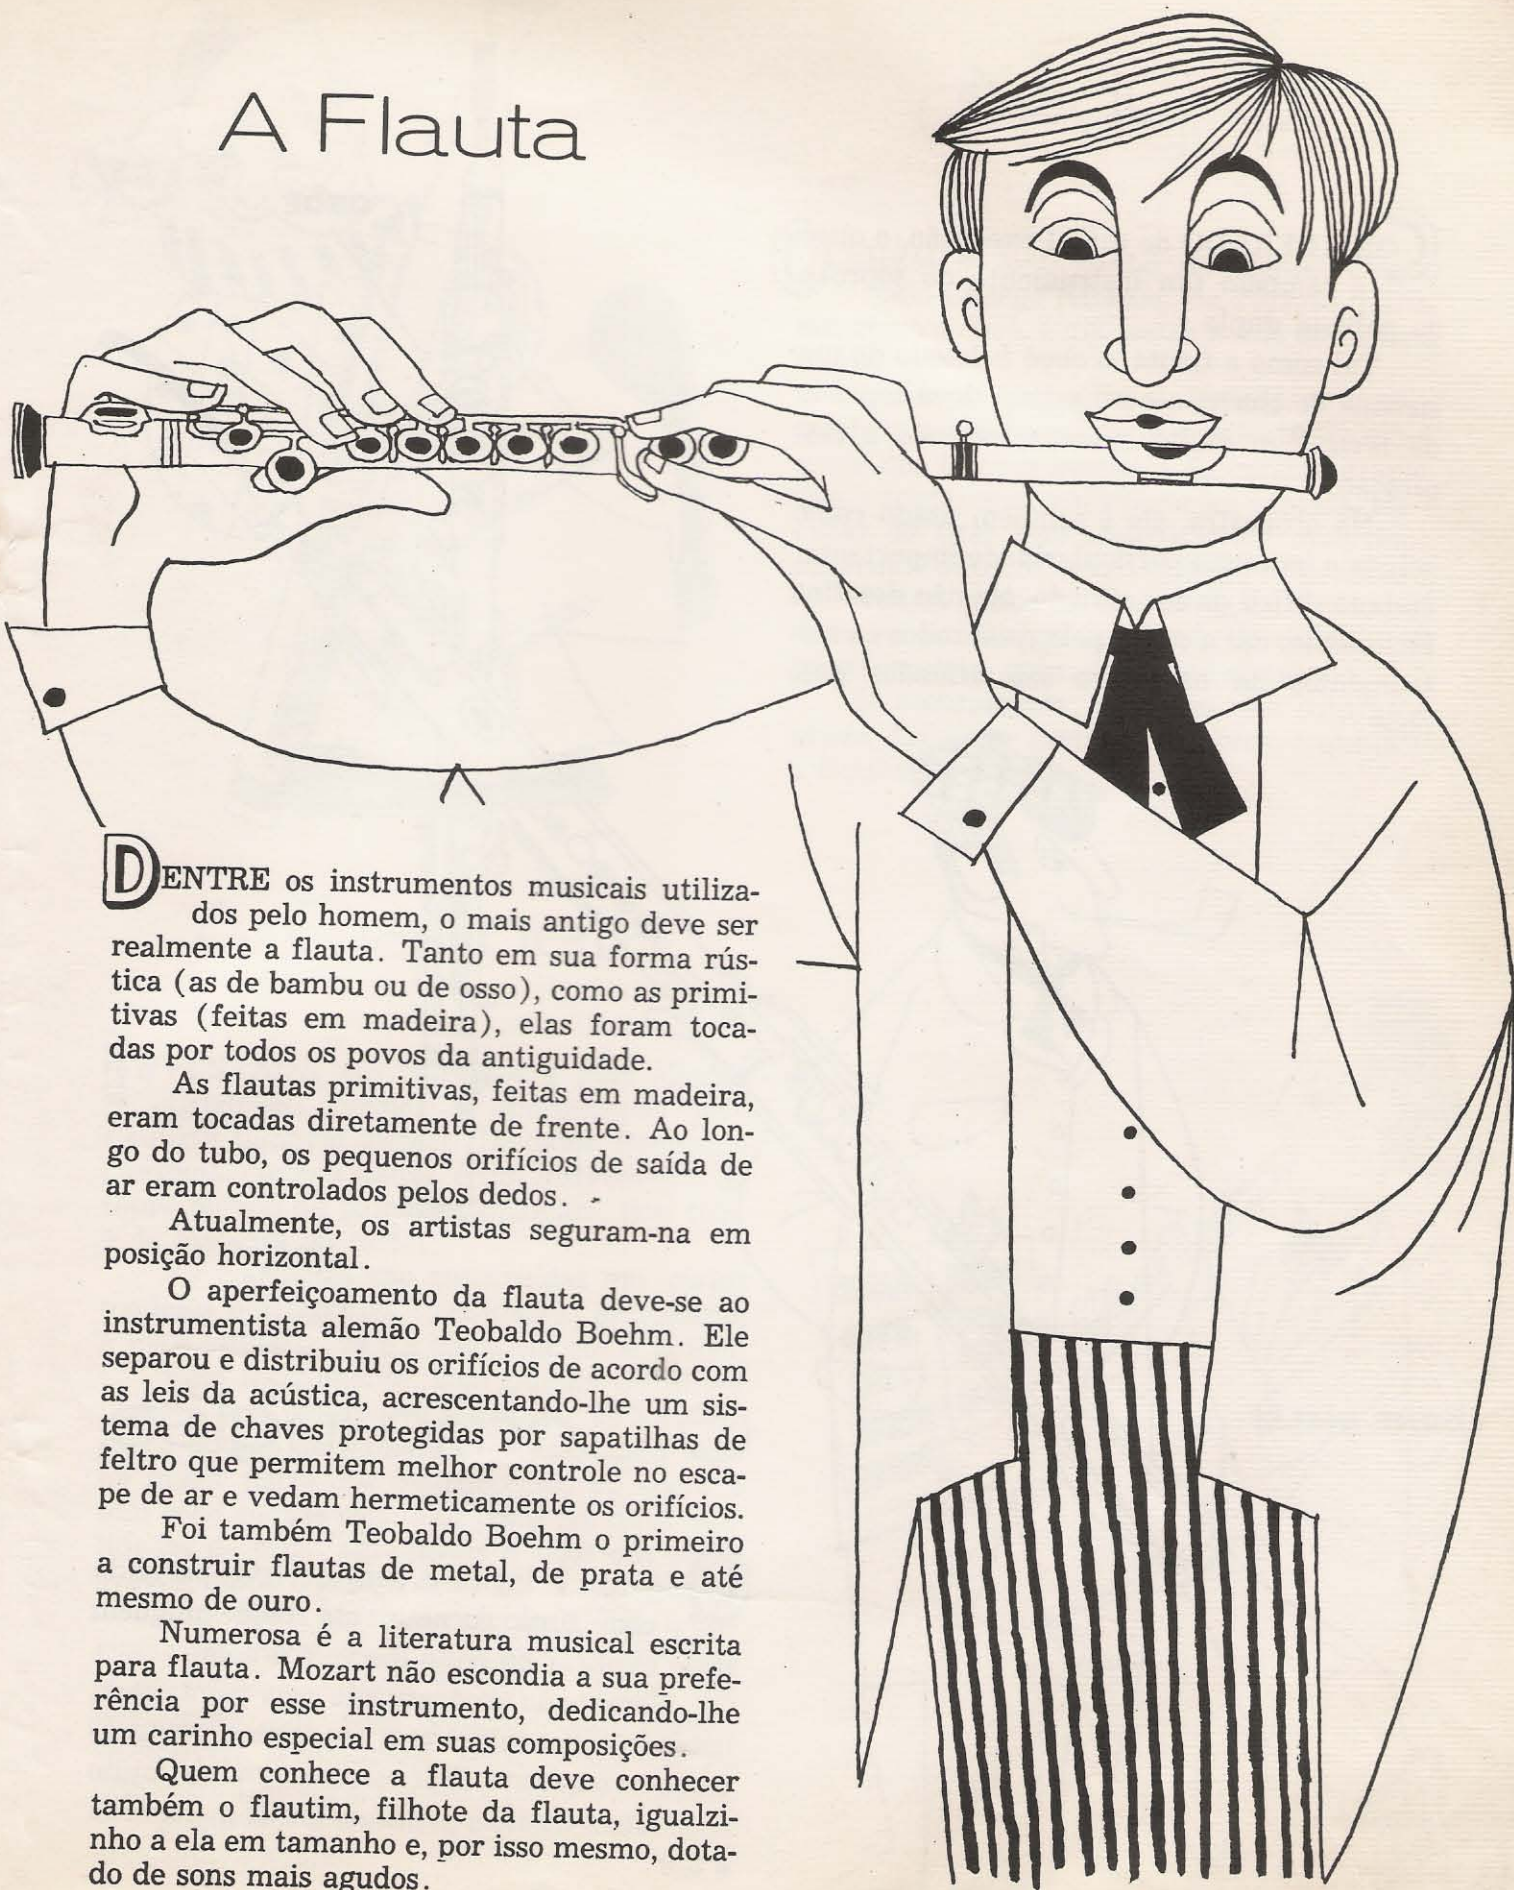 A Flauta
DENTRE os instrumentos musicais utiliza-
dos pelo homem, o mais antigo deve ser
realmente a flauta. Tanto em sua forma rús-
tica (as de bambu ou de osso), como as primi-
tivas (feitas em madeira), elas foram toca-
das por todos os povos da antiguidade.
As flautas primitivas, feitas em madeira,
eram tocadas diretamente de frente. Ao lon-
go do tubo, os pequenos orifícios de saída de
ar eram controlados pelos dedos.
Atualmente, os artistas seguram-na em
posição horizontal.
O aperfeiçoamento da flauta deve-se ao
instrumentista alemão Teobaldo Boehm. Ele
separou e distribuiu os orifícios de acordo com
as leis da acústica, acrescentando-lhe um sis-
tema de chaves protegidas por sapatilhas de
feltro que permitem melhor controle no esca-
pe de ar e vedam hermeticamente os orifícios.
Foi também Teobaldo Boehm o primeiro
a construir flautas de metal, de prata e até
mesmo de ouro.
Numerosa é a literatura musical escrita
para flauta. Mozart não escondia a sua prefe-
rência por esse instrumento, dedicando-lhe
um carinho especial em suas composições.
Quem conhece a flauta deve conhecer
também o flautim, filhote da flauta, igualzi-
nho a ela em tamanho e, por isso mesmo, dota-
do de sons mais agudos.